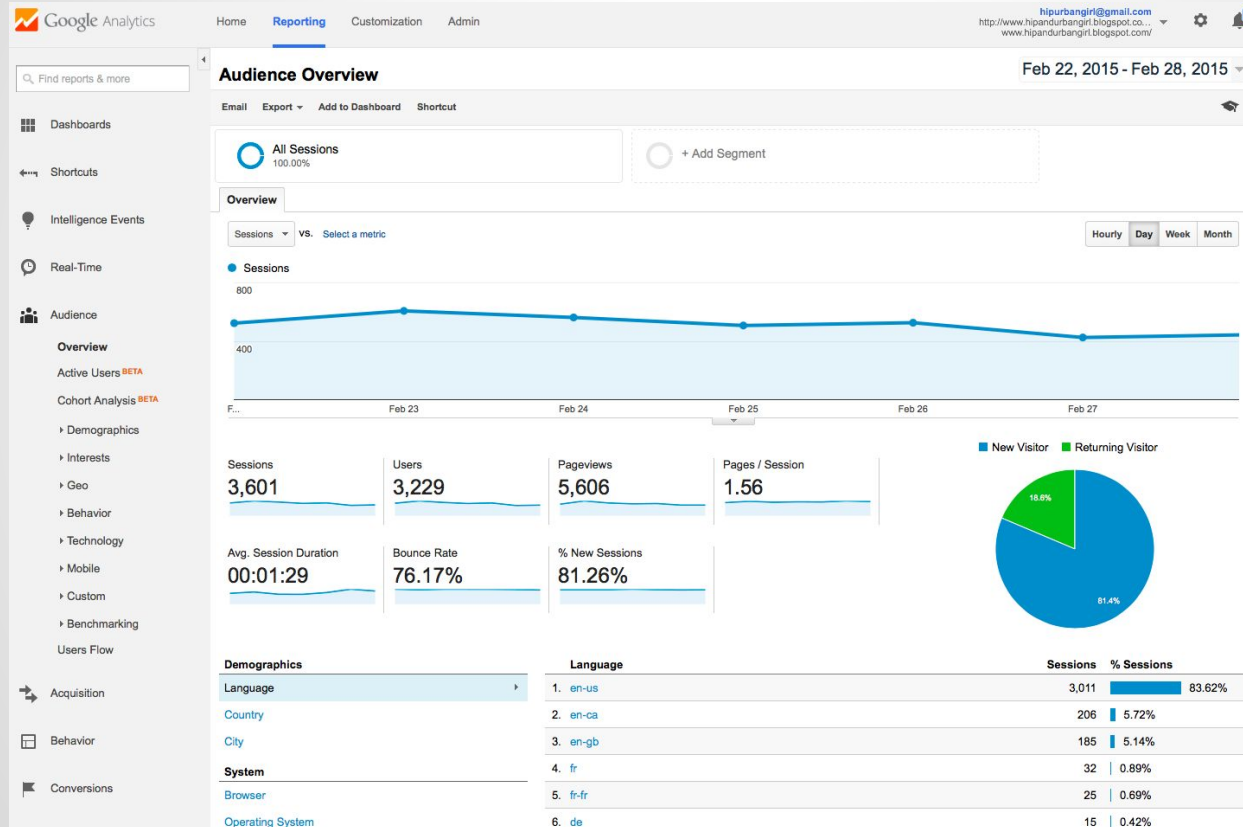 Google Analytics
Home Reporting Customization Admin
hipurbangirl@gmail.com
http://www.hipandurbangirl.blogspot.co...
www.hipandurbangirl.blogspot.com/
Find reports & more
Dashboards
Shortcuts
Intelligence Events
Real-Time
Audience
Overview
Active Users BETA
Cohort Analysis BETA
Demographics
Interests
Geo
Behavior
Technology
Mobile
Custom
Benchmarking
Users Flow
Acquisition
Behavior
Conversions
Audience Overview
Feb 22, 2015 - Feb 28, 2015
Email Export Add to Dashboard Shortcut
All Sessions
100.00%
+ Add Segment
Overview
Sessions VS. Select a metric
Hourly Day Week Month
Sessions
800
400
F... Feb 23 Feb 24 Feb 25 Feb 26 Feb 27
New Visitor Returning Visitor
18.6%
81.4%
Sessions Users Pageviews Pages / Session
3,601 3,229 5,606 1.56
Avg. Session Duration Bounce Rate % New Sessions
00:01:29 76.17% 81.26%
Demographics
Language
Country
City
System
Browser
Operating System
Language Sessions % Sessions
1. en-us 3,011 83.62%
2. en-ca 206 5.72%
3. en-gb 185 5.14%
4. fr 32 0.89%
5. fr-fr 25 0.69%
6. de 15 0.42%